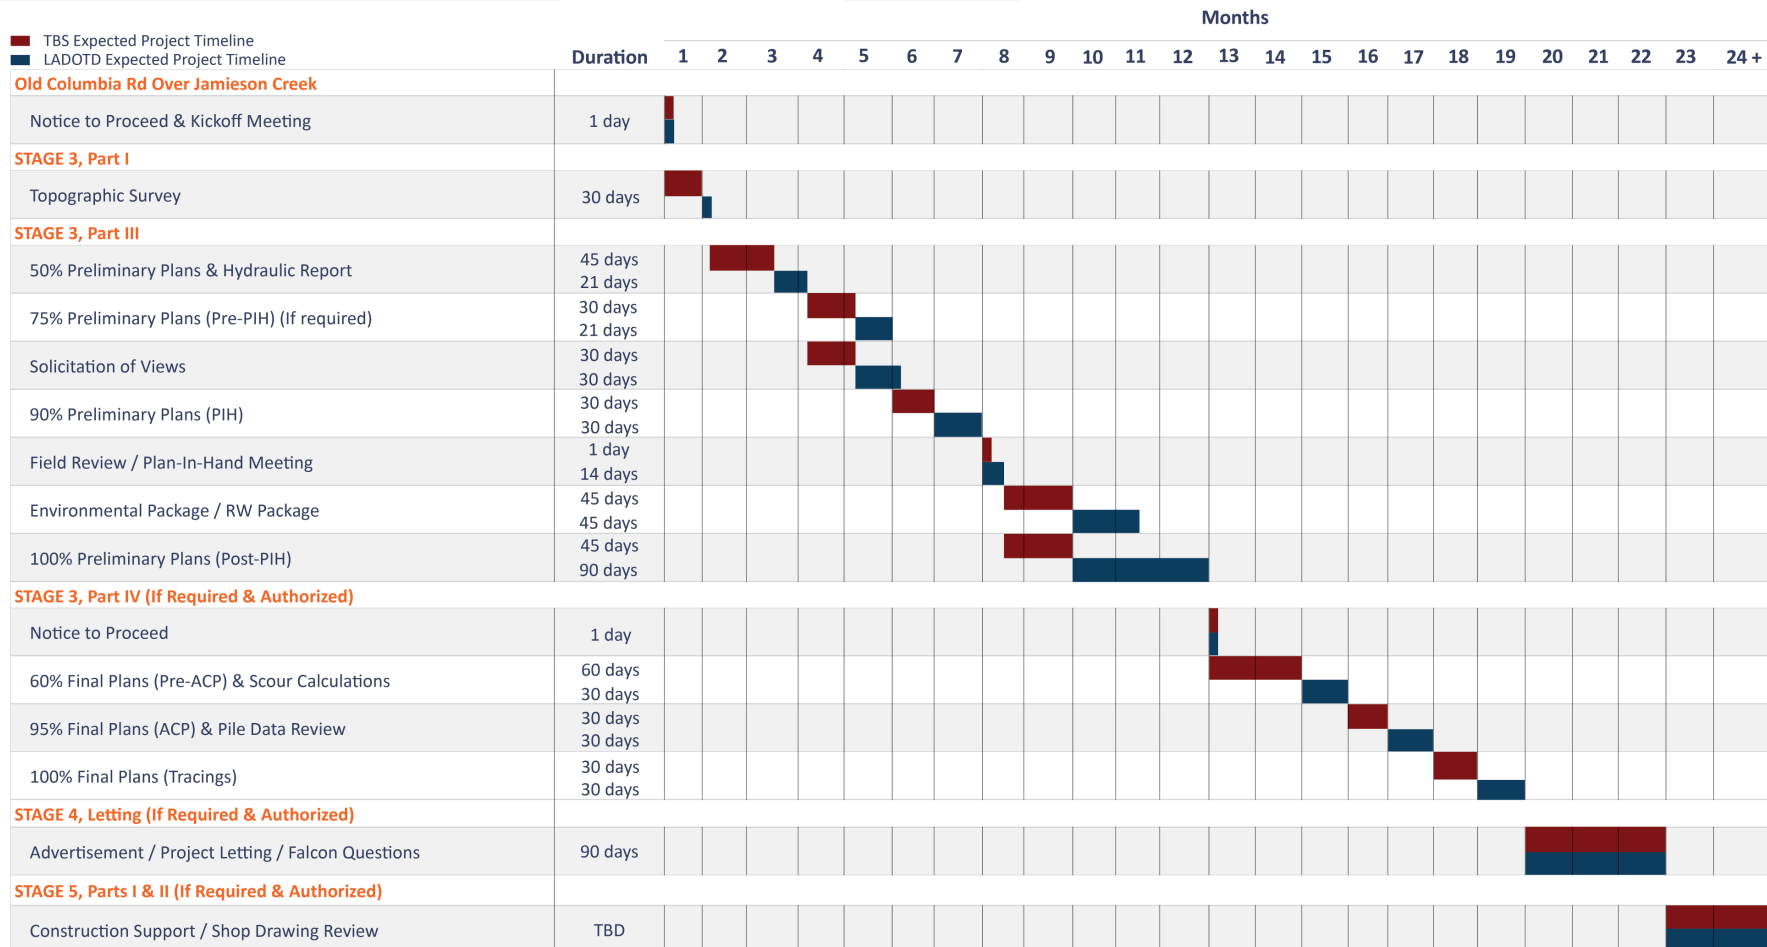 Months
TBS Expected Project Timeline
LADOTD Expected Project Timeline
Duration 1 2 3 4 5 6 7 8 9 10 11 12 13 14 15 16 17 18 19 20 21 22 23 24 +
Old Columbia Rd Over Jamieson Creek
Notice to Proceed & Kickoff Meeting 1 day
STAGE 3, Part I
Topographic Survey 30 days
STAGE 3, Part III
50% Preliminary Plans & Hydraulic Report 45 days
21 days
75% Preliminary Plans (Pre-PIH) (If required) 30 days
21 days
Solicitation of Views 30 days
30 days
90% Preliminary Plans (PIH) 30 days
30 days
Field Review / Plan-In-Hand Meeting 1 day
14 days
Environmental Package / RW Package 45 days
45 days
100% Preliminary Plans (Post-PIH) 45 days
90 days
STAGE 3, Part IV (If Required & Authorized)
Notice to Proceed 1 day
60% Final Plans (Pre-ACP) & Scour Calculations 60 days
30 days
95% Final Plans (ACP) & Pile Data Review 30 days
30 days
100% Final Plans (Tracings) 30 days
30 days
STAGE 4, Letting (If Required & Authorized)
Advertisement / Project Letting / Falcon Questions 90 days
STAGE 5, Parts I & II (If Required & Authorized)
Construction Support / Shop Drawing Review TBD